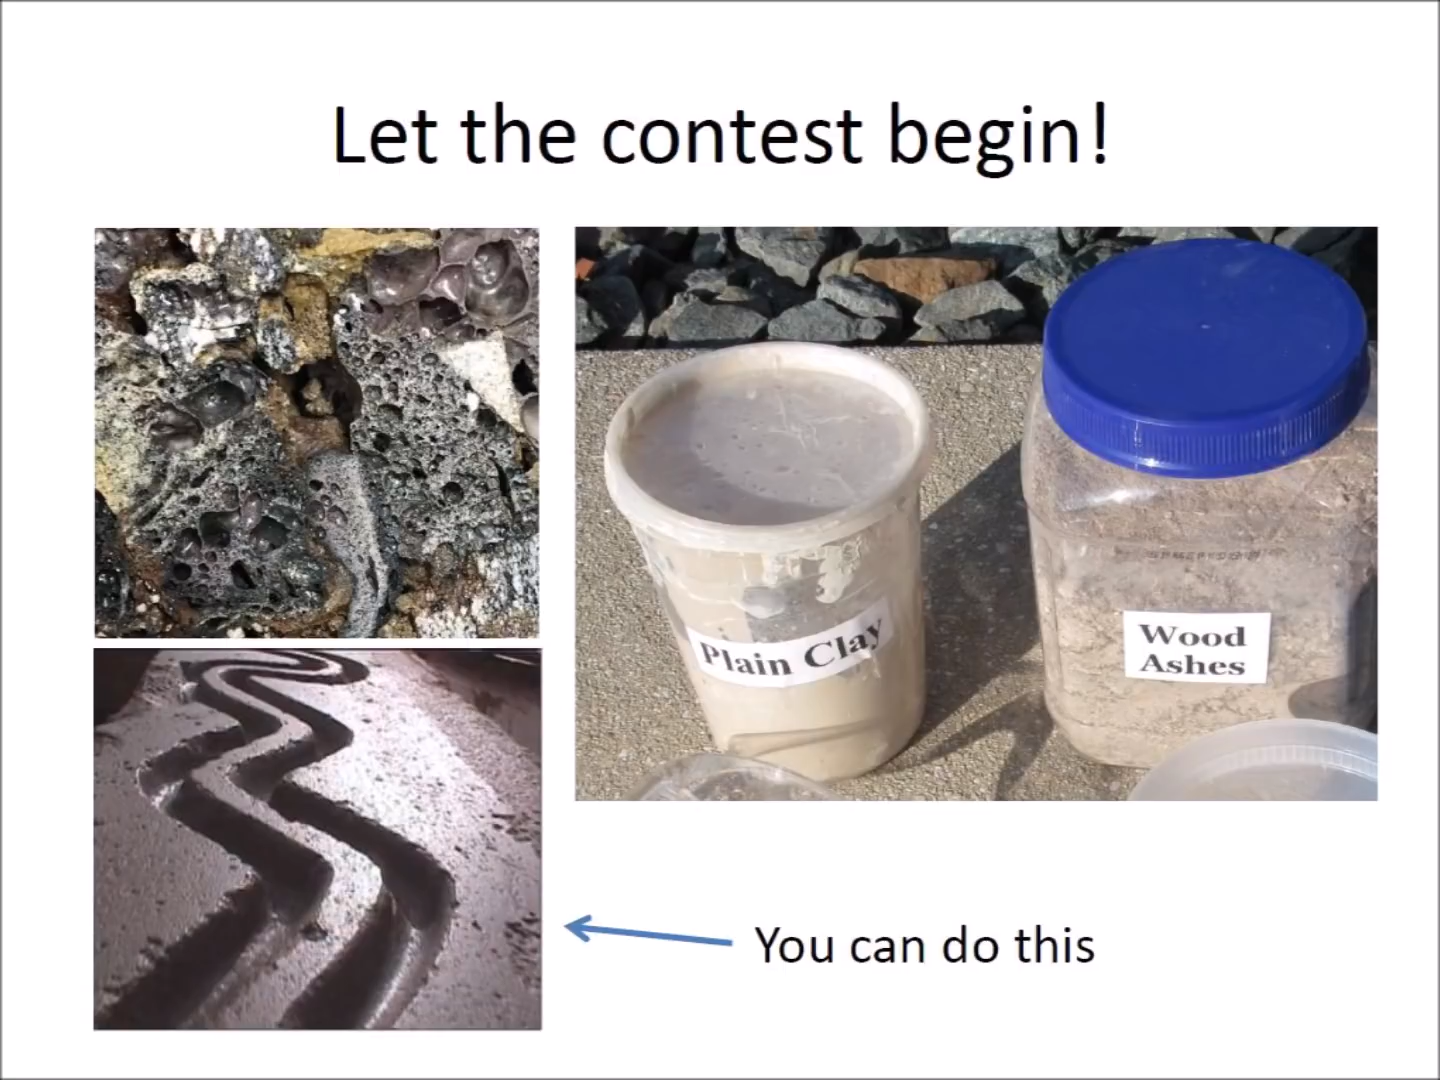 Let the contest begin!
Plain Clay
Wood
Ashes
You can do this